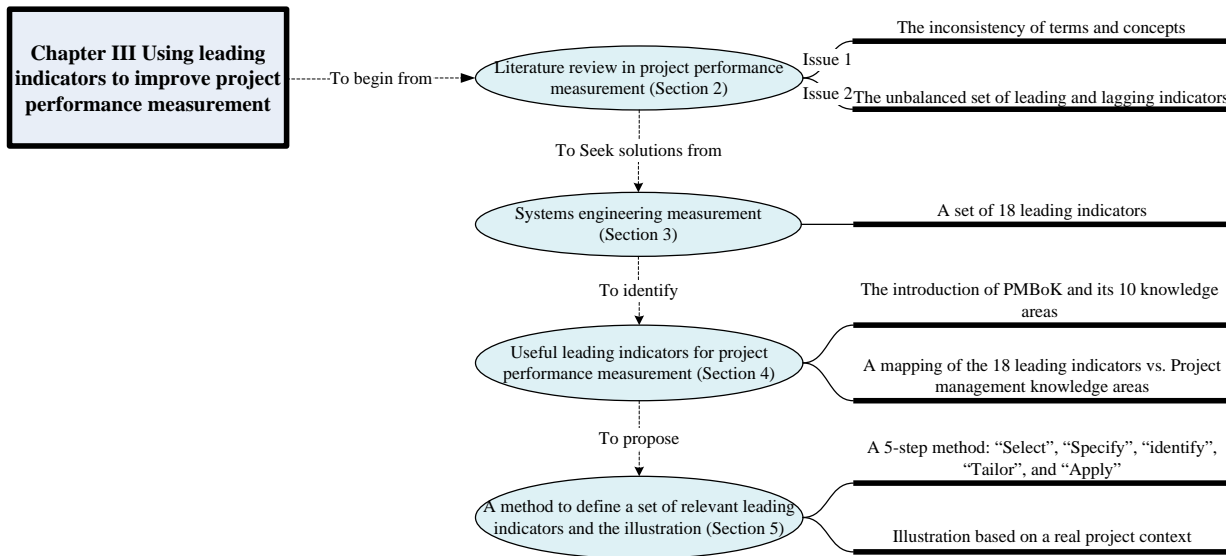 Chapter III Using leading
indicators to improve project
performance measurement
To begin from
Literature review in project performance
measurement (Section 2)
Issue 1
The inconsistency of terms and concepts
Issue 2
The unbalanced set of leading and lagging indicators
To Seek solutions from
Systems engineering measurement
(Section 3)
A set of 18 leading indicators
To identify
Useful leading indicators for project
performance measurement (Section 4)
The introduction of PMBoK and its 10 knowledge
areas
A mapping of the 18 leading indicators vs. Project
management knowledge areas
To propose
A method to define a set of relevant leading
indicators and the illustration (Section 5)
A 5-step method: “Select”, “Specify”, “identify”,
“Tailor”, and “Apply”
Illustration based on a real project context